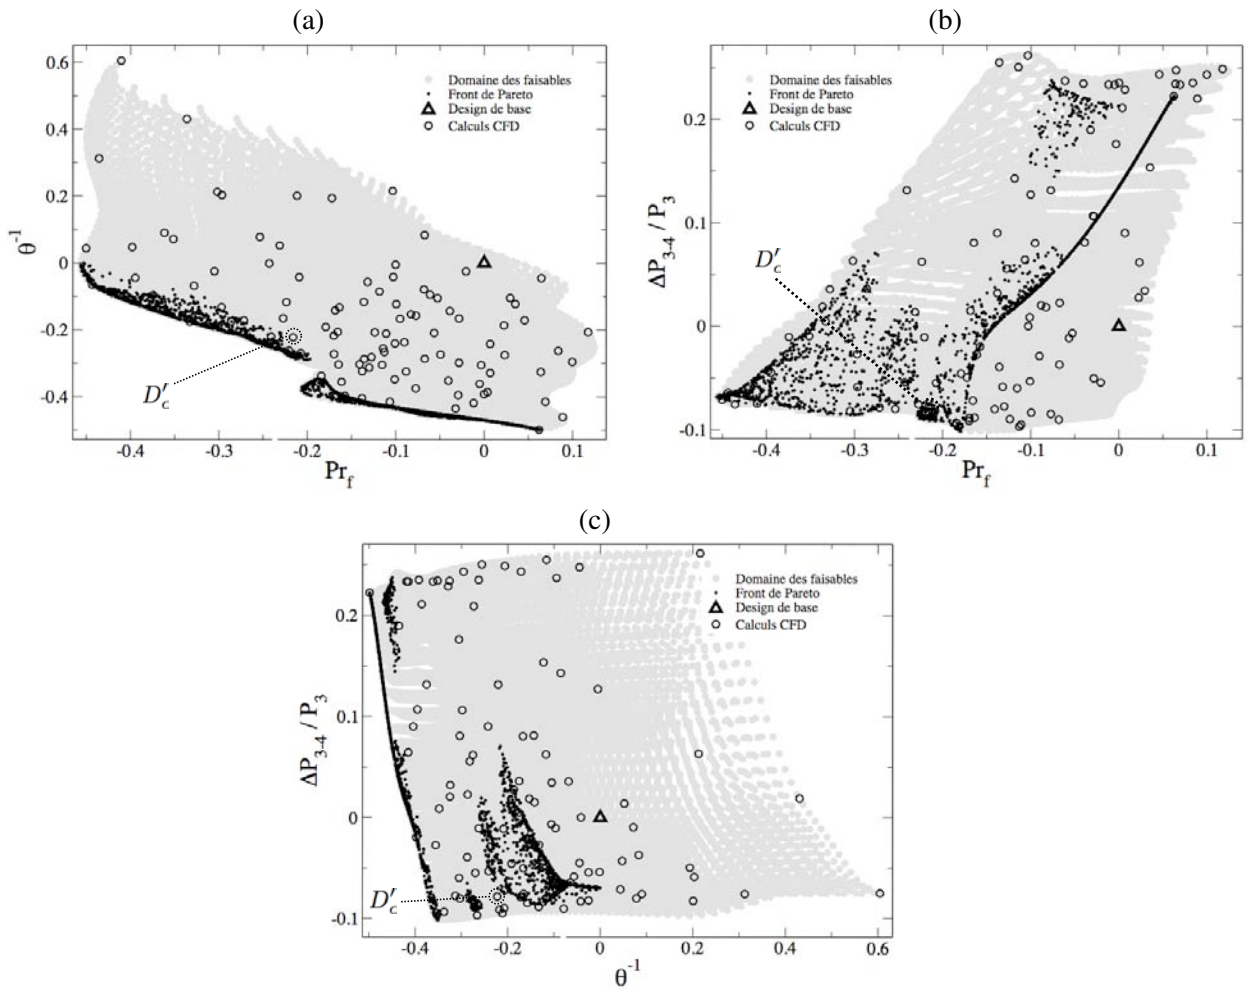 (a)
0.6
0.4
0.2
0
-0.2
-0.4
θ⁻¹
Domaine des faisables
Front de Pareto
Design de base
Calculs CFD
D′c
-0.4
-0.3
-0.2
-0.1
0
0.1
Pr_f
(b)
0.2
0.1
0
-0.1
ΔP₃₋₄ / P₃
Domaine des faisables
Front de Pareto
Design de base
Calculs CFD
D′c
-0.4
-0.3
-0.2
-0.1
0
0.1
Pr_f
(c)
0.2
0.1
0
-0.1
ΔP₃₋₄ / P₃
Domaine des faisables
Front de Pareto
Design de base
Calculs CFD
D′c
-0.4
-0.2
0
0.2
0.4
0.6
θ⁻¹